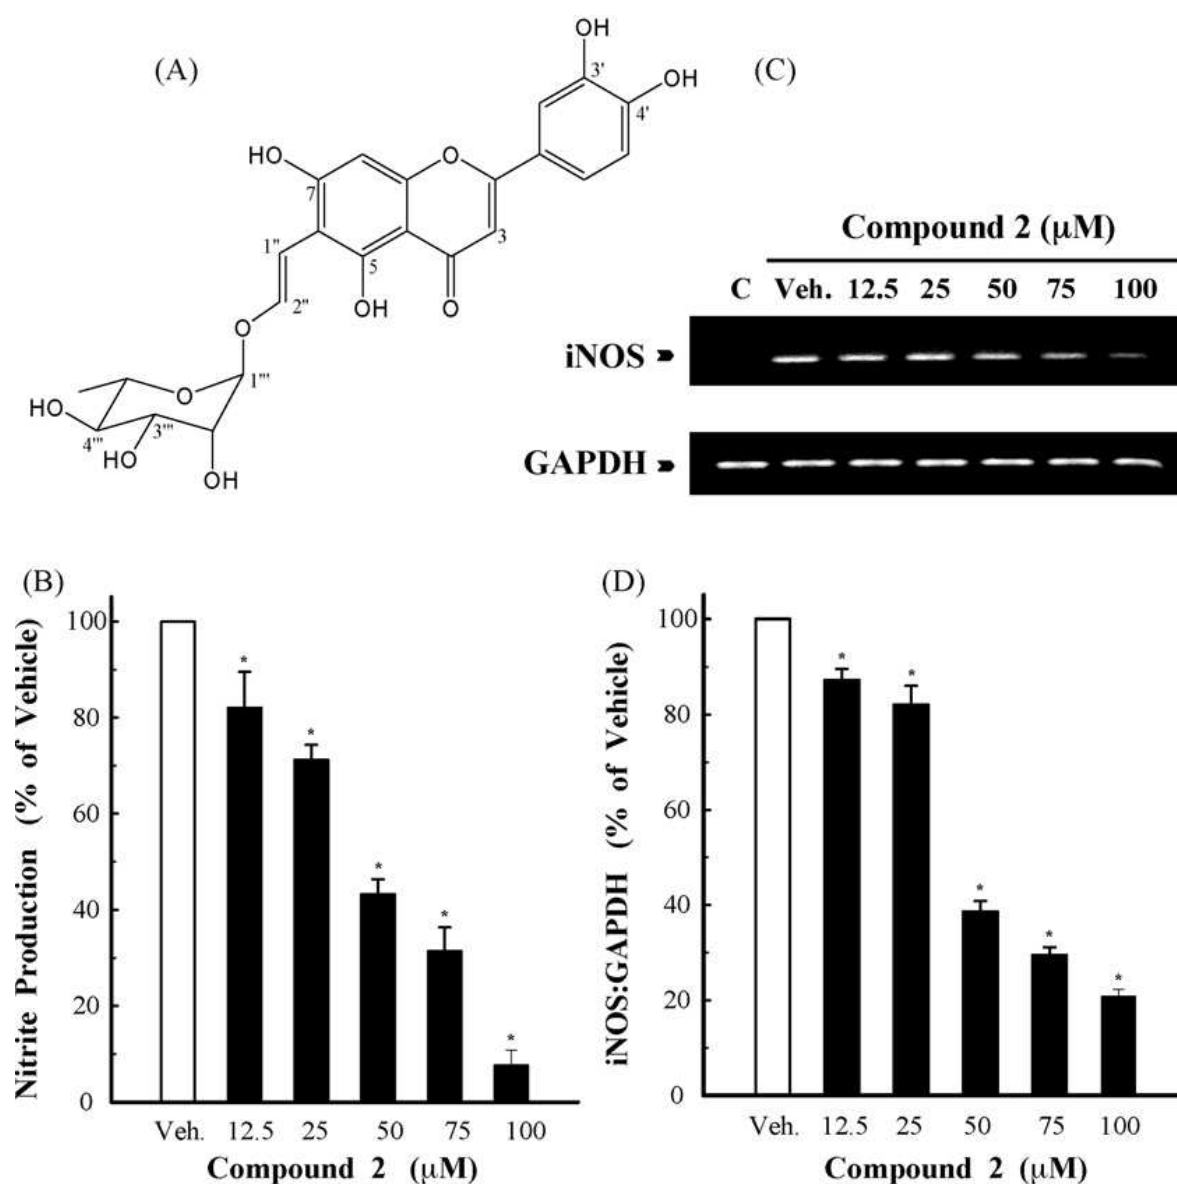 (A)
OH
3'
OH
4'
HO
7
O
1"
5
3
2"
OH
O
O
O
1'''
HO
4'''
3'''
HO
OH
(C)
Compound 2 (μM)
C Veh. 12.5 25 50 75 100
iNOS
GAPDH
(B)
Nitrite Production (% of Vehicle)
100
80
60
40
20
0
* * * * *
Veh. 12.5 25 50 75 100
Compound 2 (μM)
(D)
iNOS:GAPDH (% of Vehicle)
100
80
60
40
20
0
* * * * *
Veh. 12.5 25 50 75 100
Compound 2 (μM)